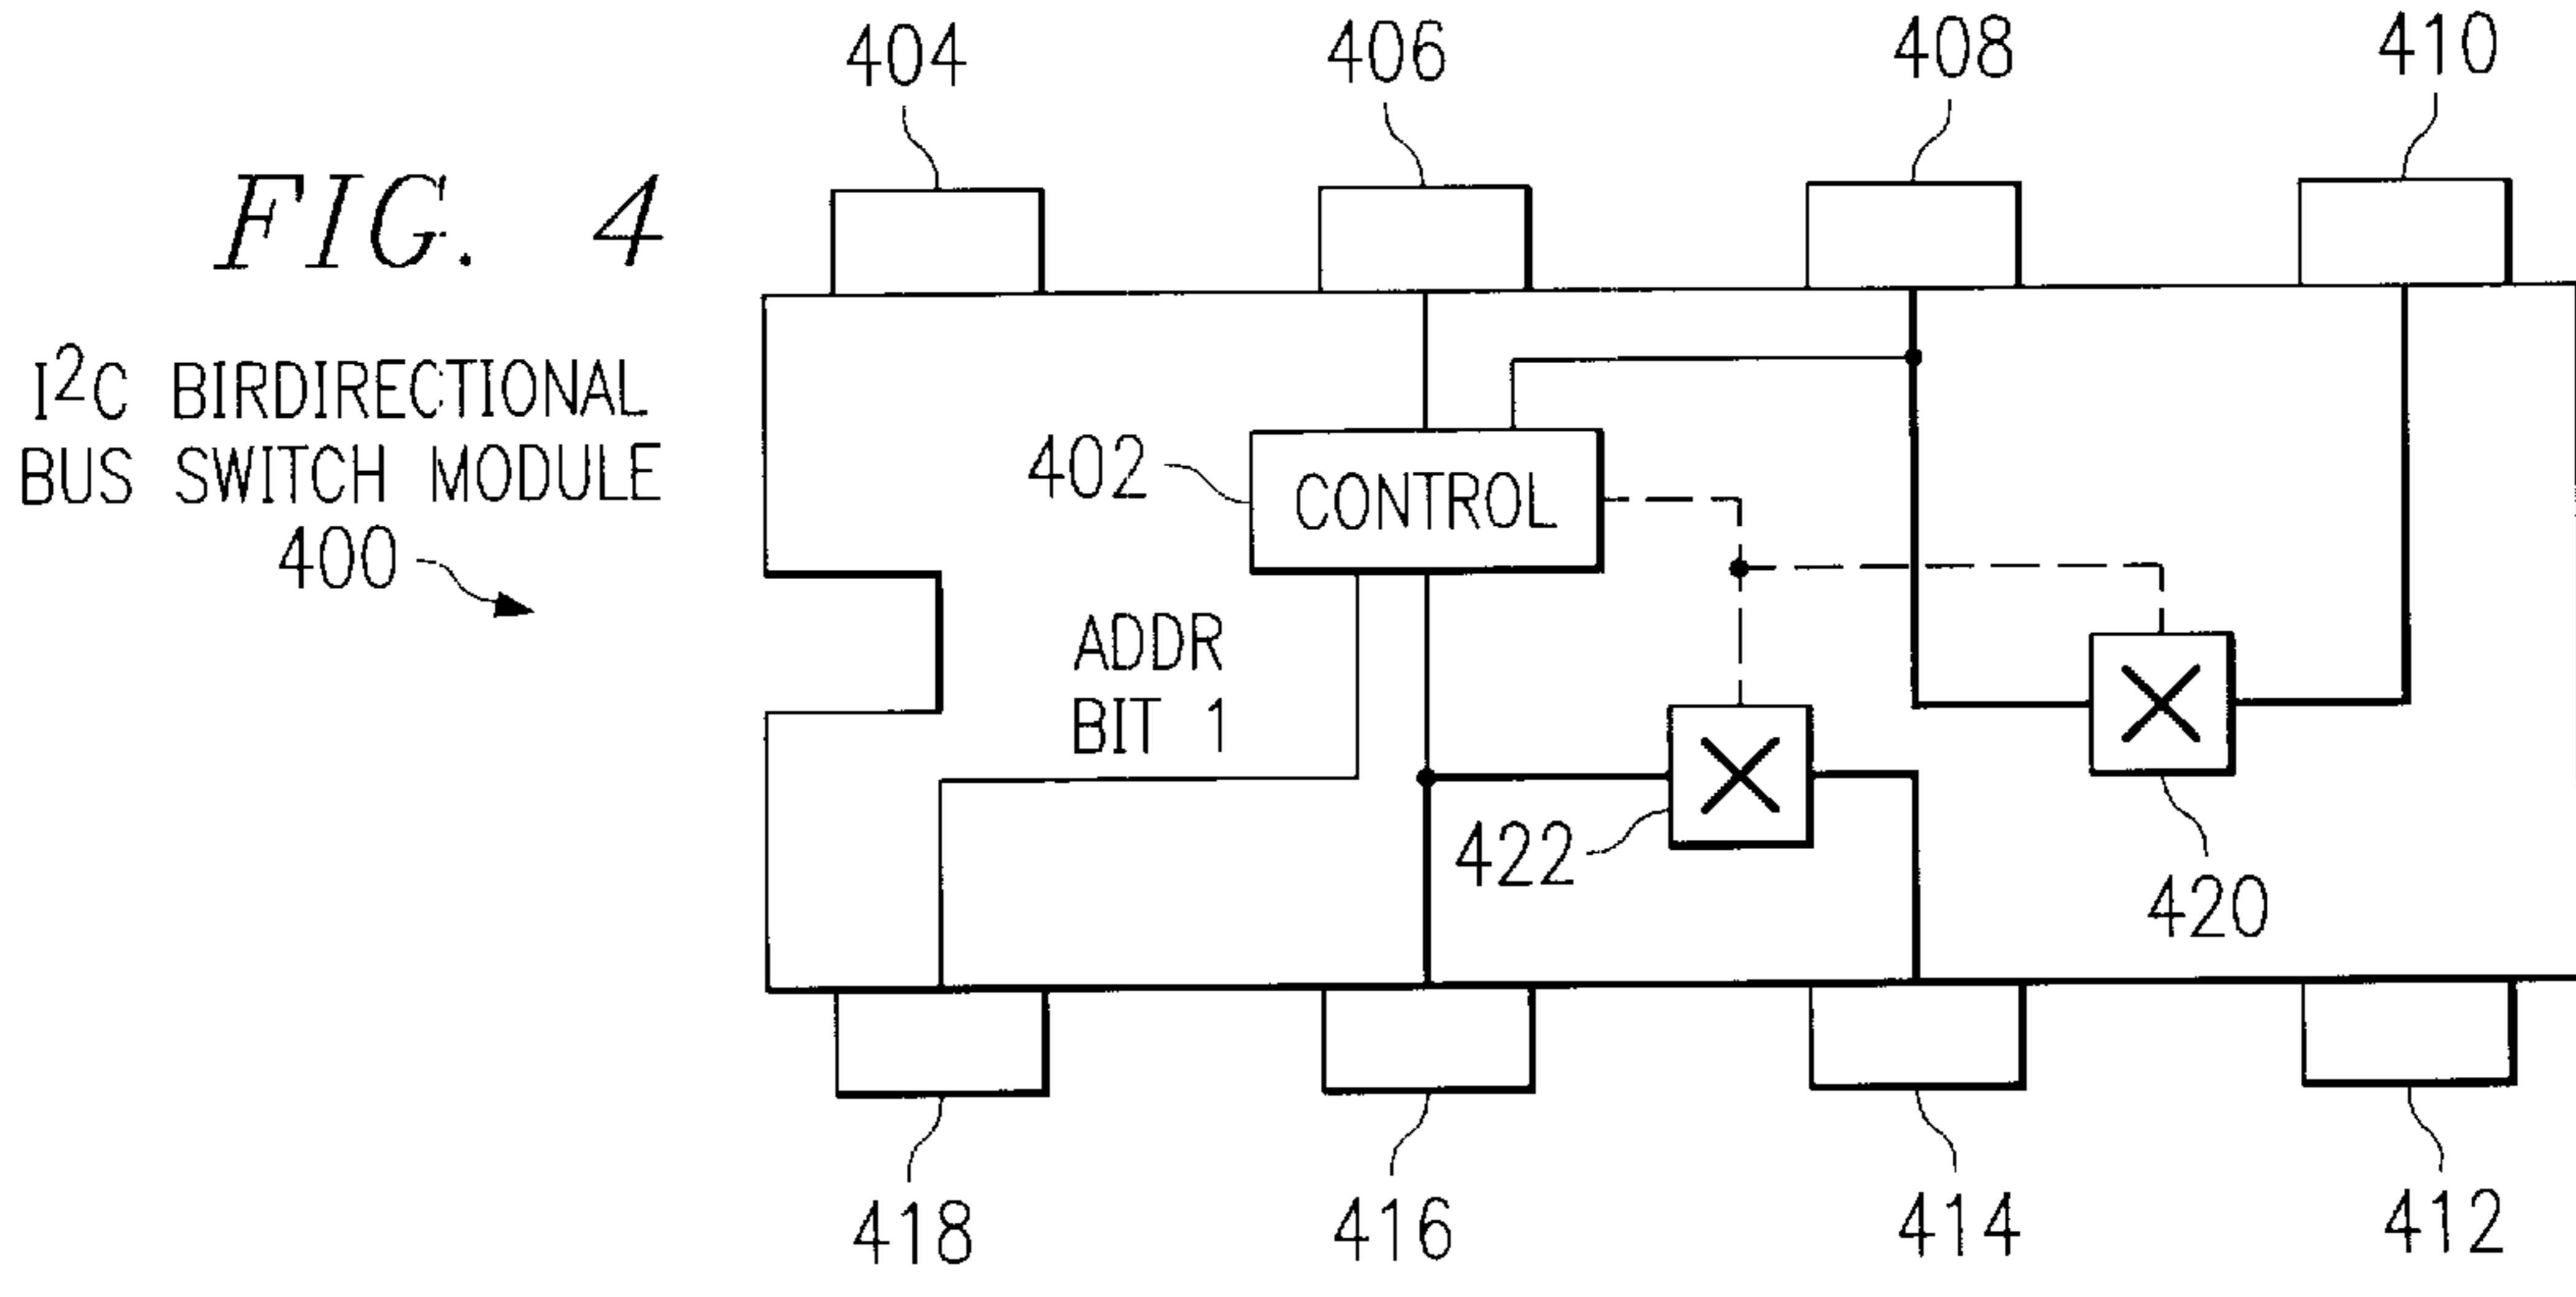 404
406
408
410
FIG. 4
I²C BIRDIRECTIONAL
BUS SWITCH MODULE
400
402
CONTROL
ADDR
BIT 1
422
420
418
416
414
412